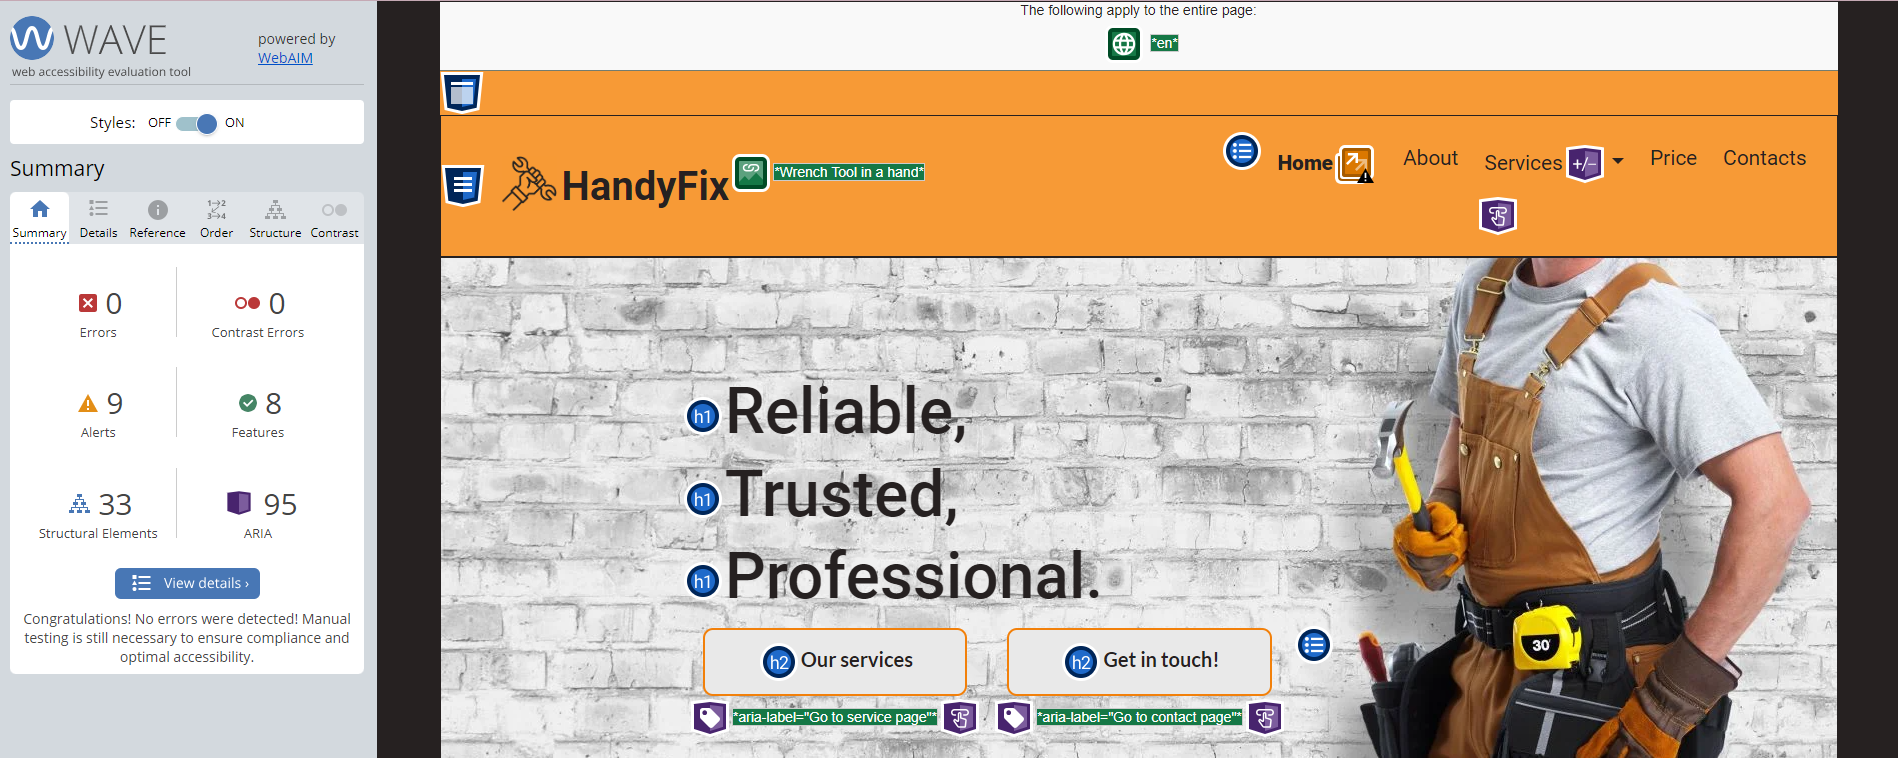 WAVE
powered by
WebAIM
web accessibility evaluation tool
Styles: OFF ON
Summary
Summary Details Reference Order Structure Contrast
0 Errors
0 Contrast Errors
9 Alerts
8 Features
33 Structural Elements
95 ARIA
View details ›
Congratulations! No errors were detected! Manual
testing is still necessary to ensure compliance and
optimal accessibility.
The following apply to the entire page:
*en*
HandyFix *Wrench Tool in a hand*
Home About Services +/− Price Contacts
h1 Reliable,
h1 Trusted,
h1 Professional.
h2 Our services
h2 Get in touch!
*aria-label="Go to service page"*
*aria-label="Go to contact page"*
30'